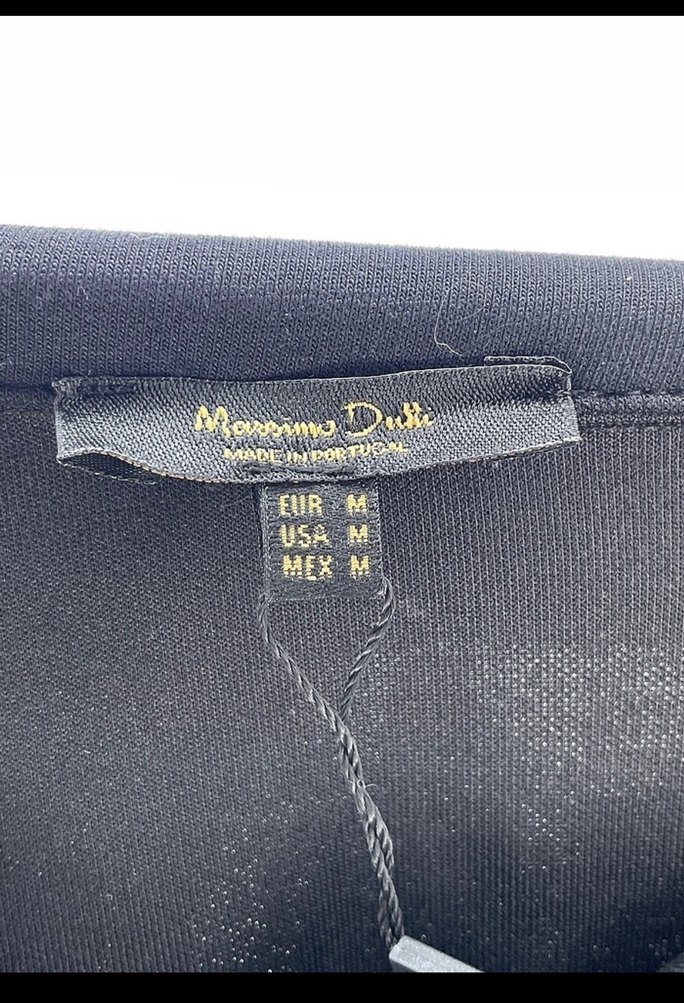 Massimo Dutti
MADE IN PORTUGAL
EUR M
USA M
MEX M